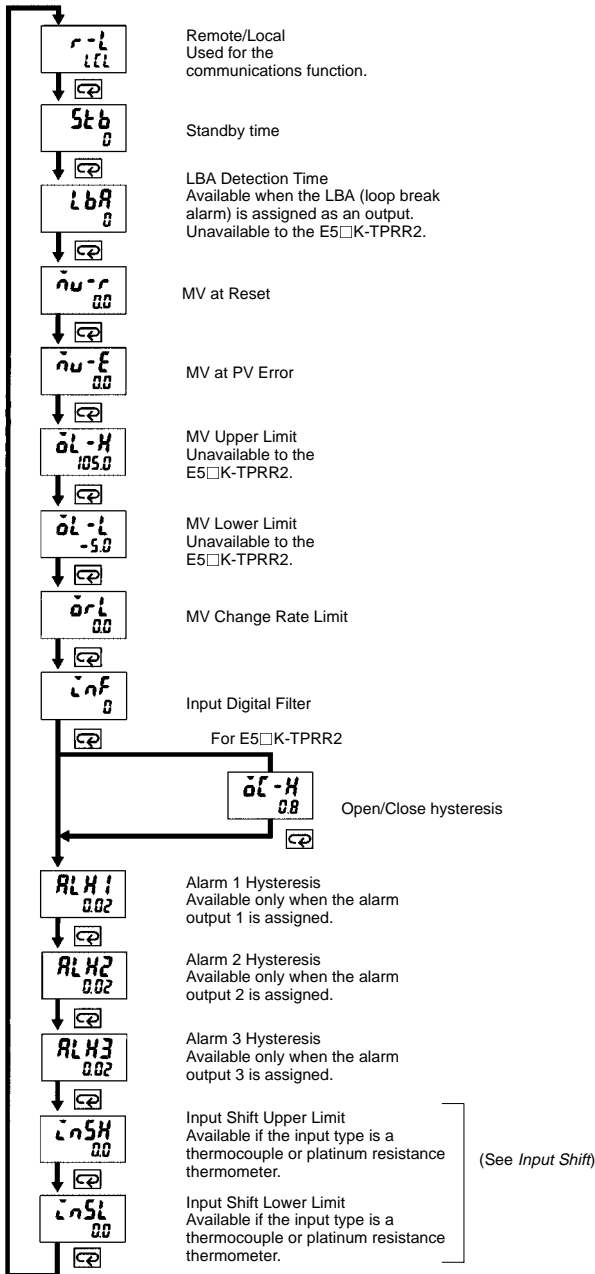 r-L
LCL
Remote/Local
Used for the
communications function.
Stb
0
Standby time
LbA
0
LBA Detection Time
Available when the LBA (loop break
alarm) is assigned as an output.
Unavailable to the E5□K-TPRR2.
mv-r
0.0
MV at Reset
mv-E
0.0
MV at PV Error
oL-H
105.0
MV Upper Limit
Unavailable to the
E5□K-TPRR2.
oL-L
-5.0
MV Lower Limit
Unavailable to the
E5□K-TPRR2.
orL
0.0
MV Change Rate Limit
inF
0
Input Digital Filter
For E5□K-TPRR2
oC-H
0.8
Open/Close hysteresis
ALH1
0.02
Alarm 1 Hysteresis
Available only when the alarm
output 1 is assigned.
ALH2
0.02
Alarm 2 Hysteresis
Available only when the alarm
output 2 is assigned.
ALH3
0.02
Alarm 3 Hysteresis
Available only when the alarm
output 3 is assigned.
inSH
0.0
Input Shift Upper Limit
Available if the input type is a
thermocouple or platinum resistance
thermometer.
(See Input Shift)
inSL
0.0
Input Shift Lower Limit
Available if the input type is a
thermocouple or platinum resistance
thermometer.